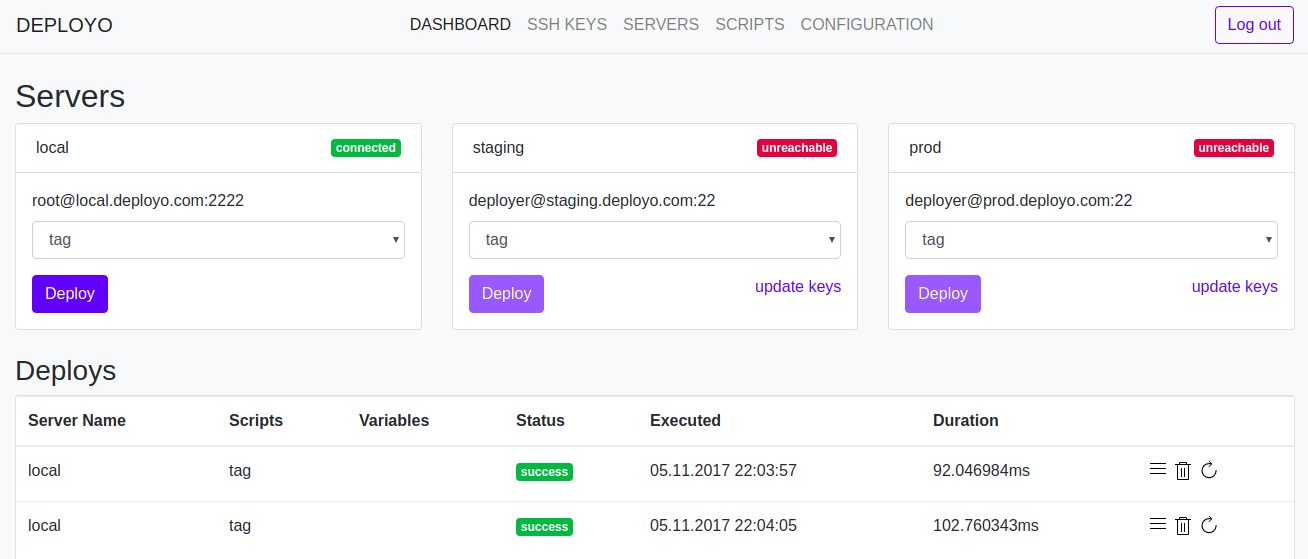 DEPLOYO DASHBOARD SSH KEYS SERVERS SCRIPTS CONFIGURATION Log out
Servers
local connected
root@local.deployo.com:2222
tag
Deploy
staging unreachable
deployer@staging.deployo.com:22
tag
Deploy update keys
prod unreachable
deployer@prod.deployo.com:22
tag
Deploy update keys
Deploys
Server Name Scripts Variables Status Executed Duration
local tag success 05.11.2017 22:03:57 92.046984ms
local tag success 05.11.2017 22:04:05 102.760343ms